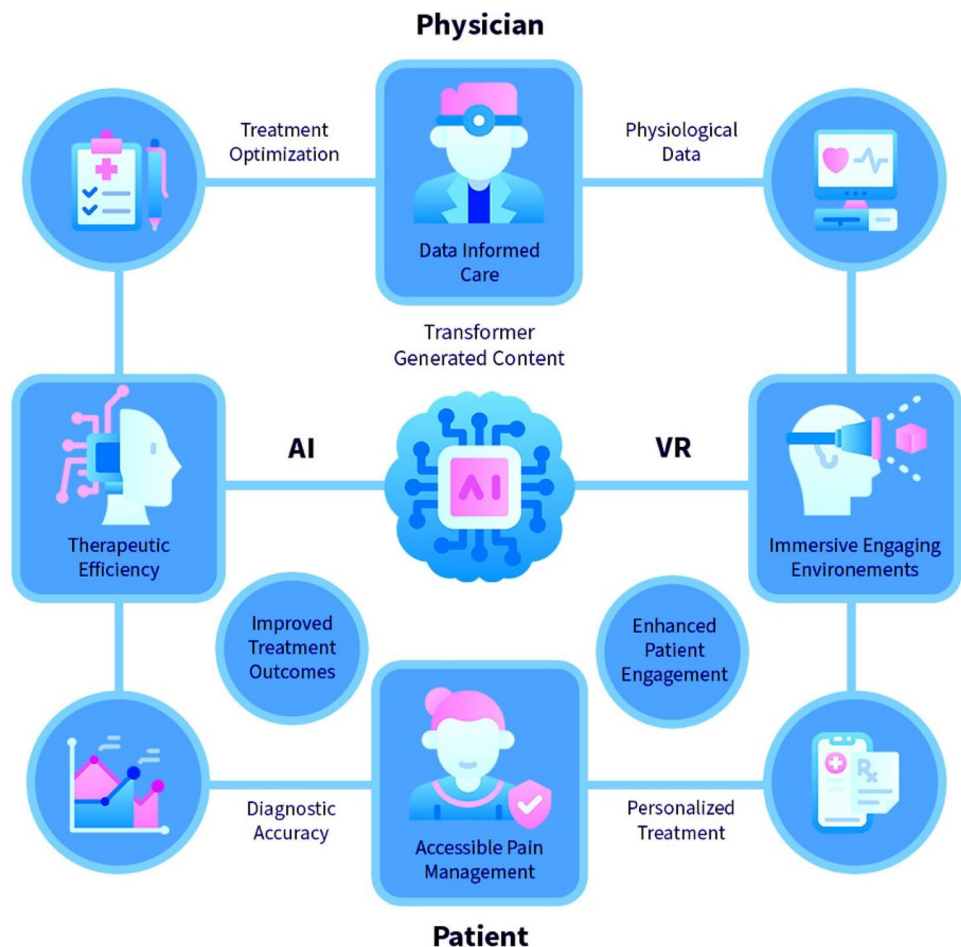 Physician
Treatment
Optimization
Physiological
Data
Data Informed
Care
Transformer
Generated Content
AI
VR
AI
Therapeutic
Efficiency
Immersive Engaging
Environements
Improved
Treatment
Outcomes
Enhanced
Patient
Engagement
Rx
Diagnostic
Accuracy
Personalized
Treatment
Accessible Pain
Management
Patient